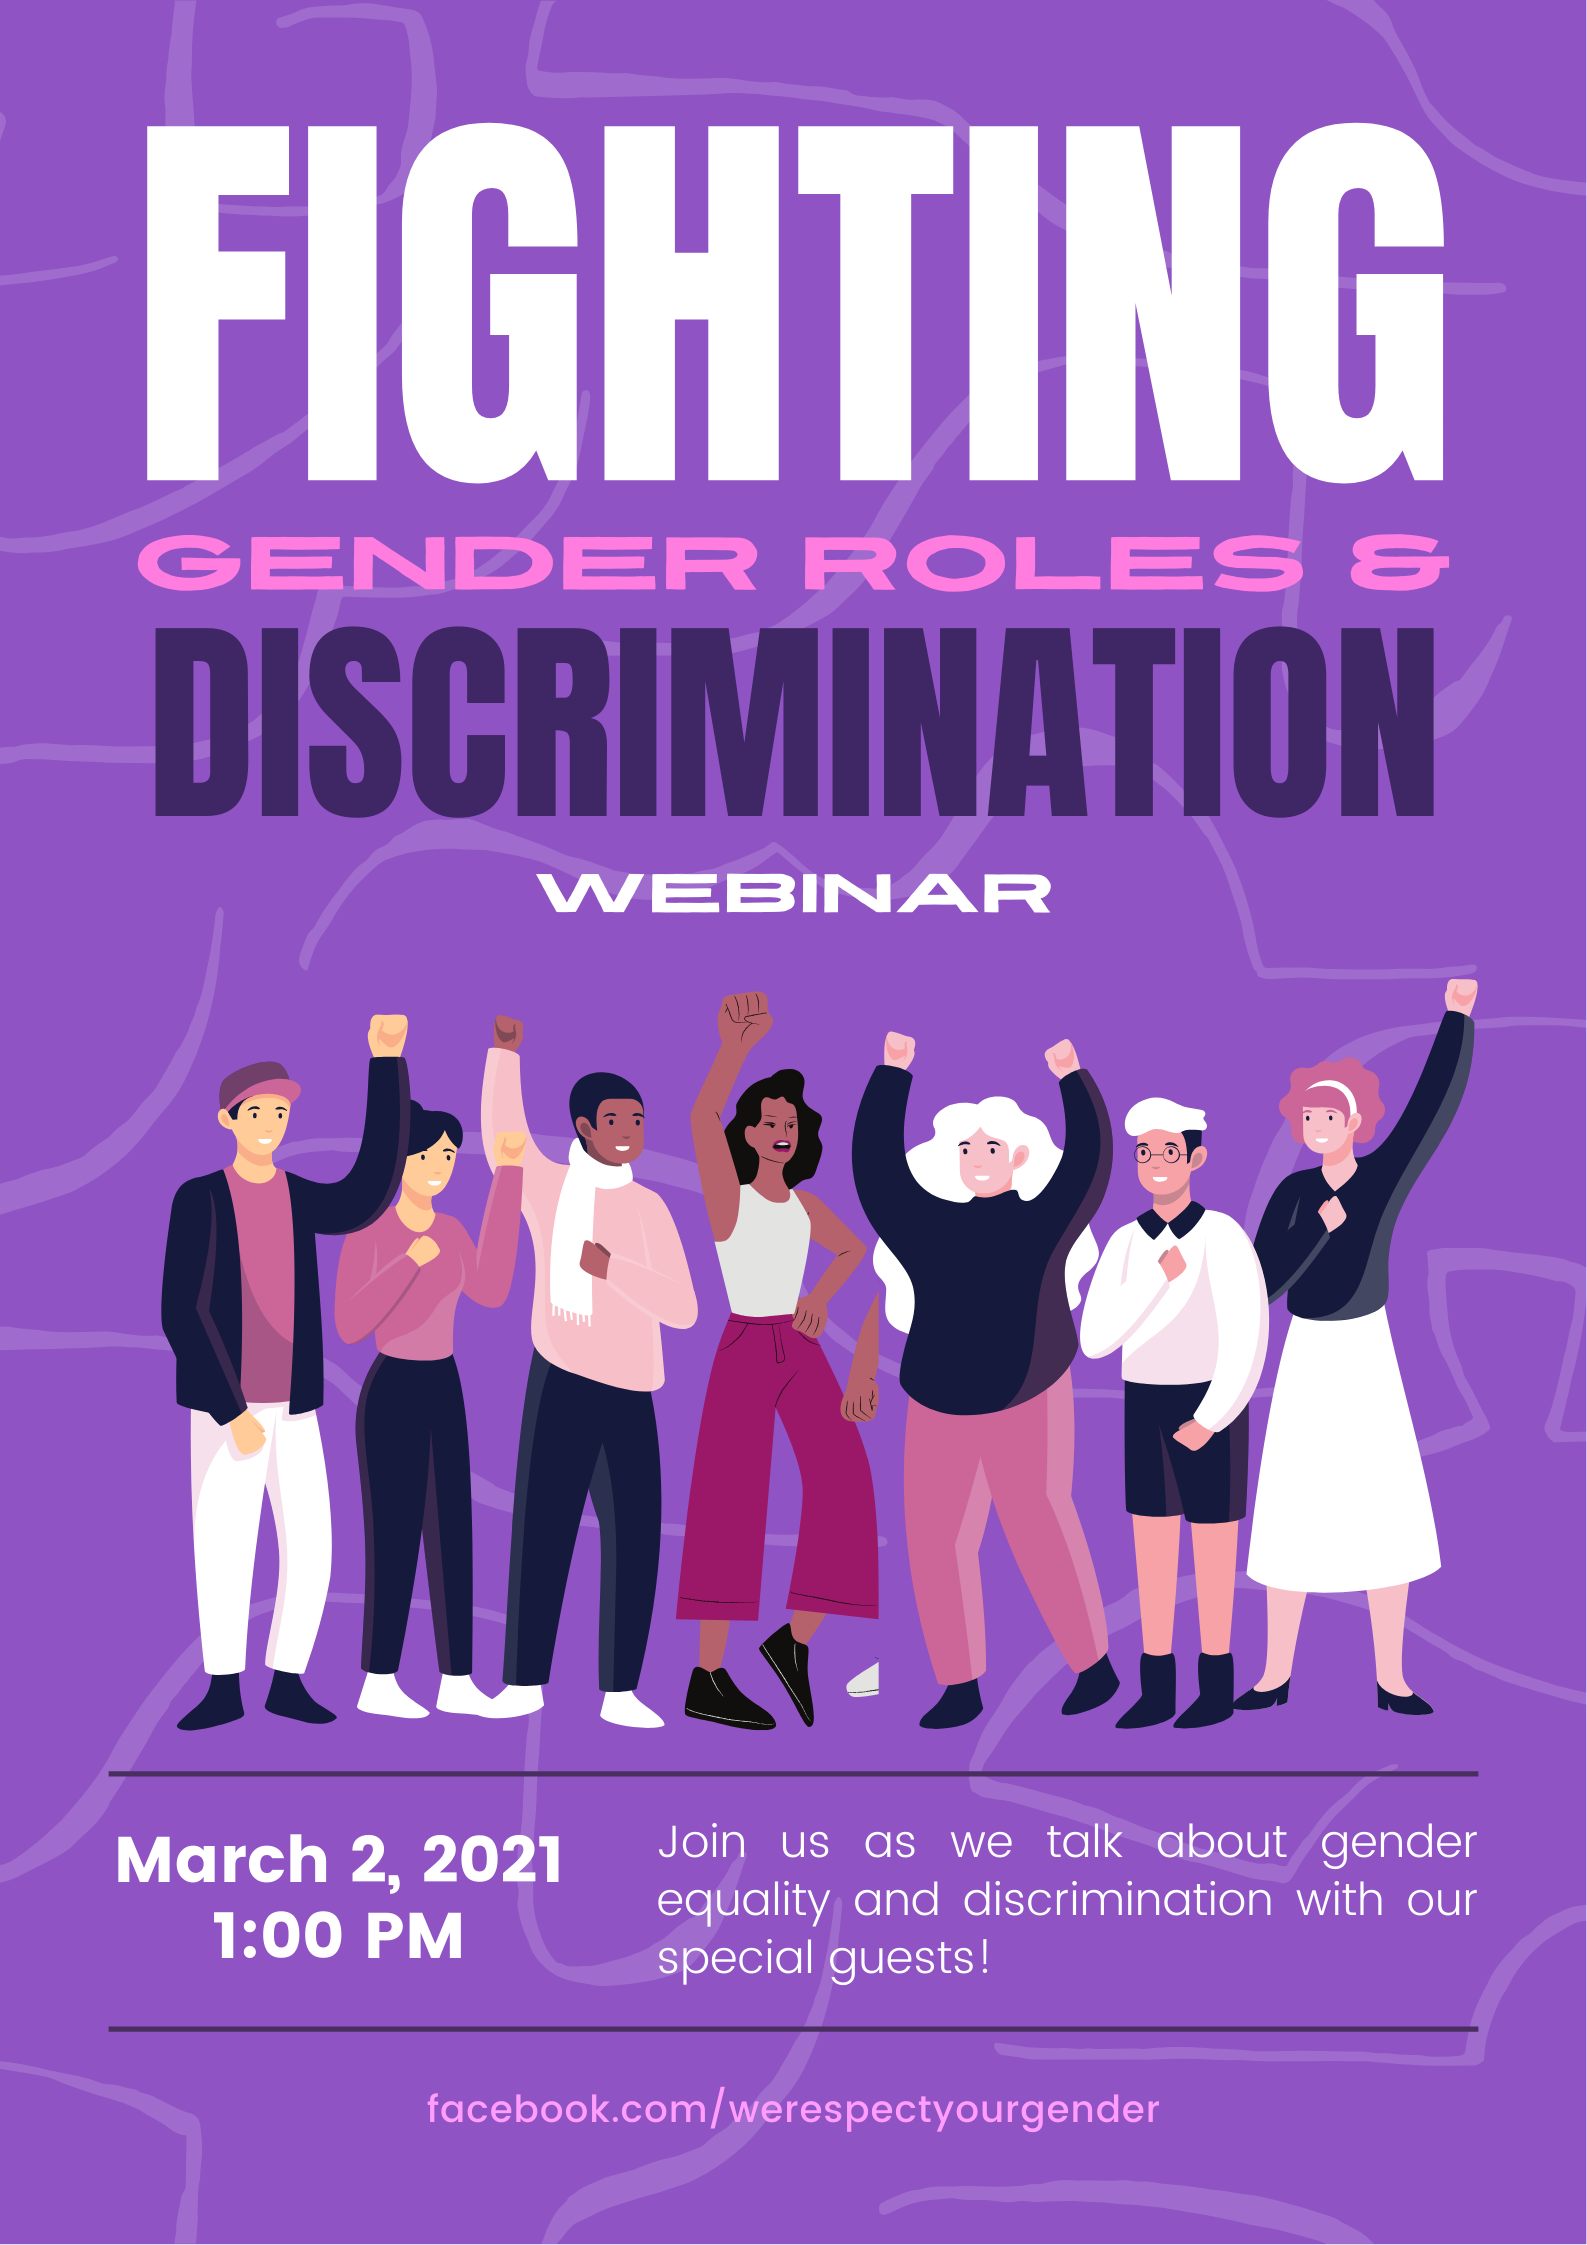 FIGHTING
GENDER ROLES &
DISCRIMINATION
WEBINAR
March 2, 2021
1:00 PM
Join us as we talk about gender
equality and discrimination with our
special guests!
facebook.com/werespectyourgender